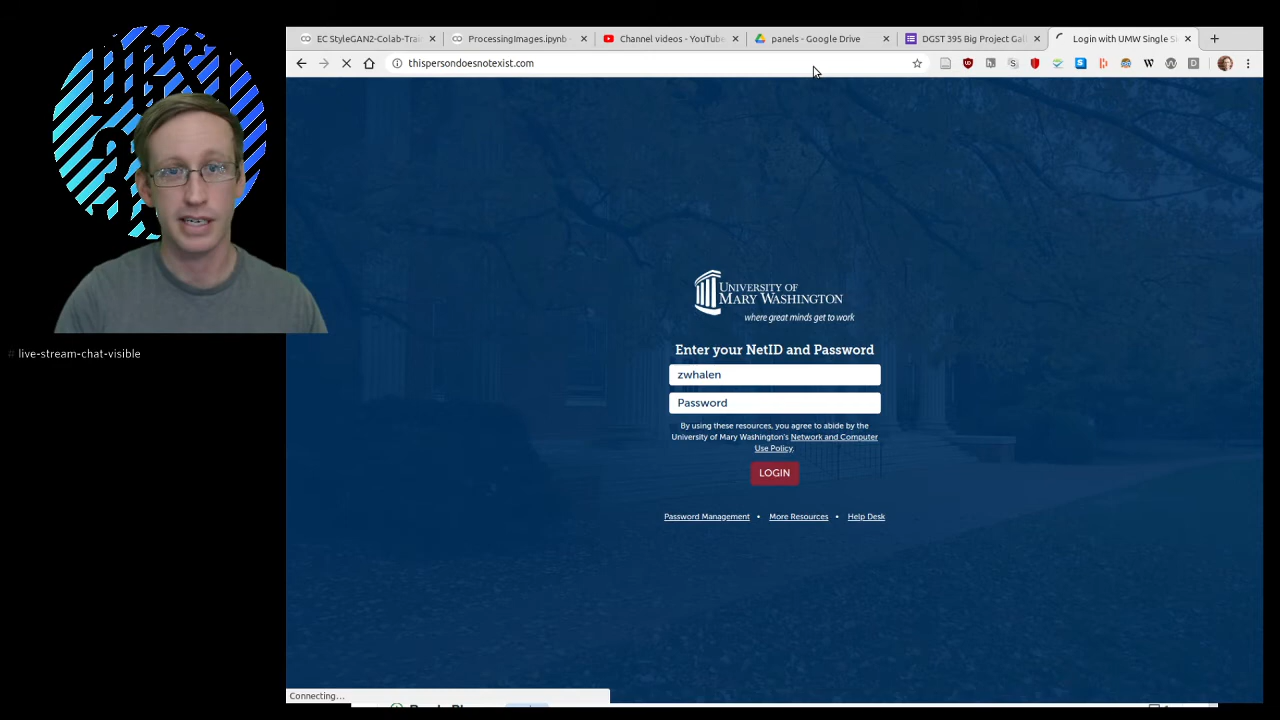 EC StyleGAN2-Colab-Trai
ProcessingImages.ipynb -
Channel videos - YouTube
panels - Google Drive
DGST 395 Big Project Gall
Login with UMW Single Si
thispersondoesnotexist.com
UNIVERSITY OF
MARY WASHINGTON
where great minds get to work
Enter your NetID and Password
zwhalen
Password
By using these resources, you agree to abide by the
University of Mary Washington's Network and Computer
Use Policy.
LOGIN
Password Management • More Resources • Help Desk
# live-stream-chat-visible
Connecting...